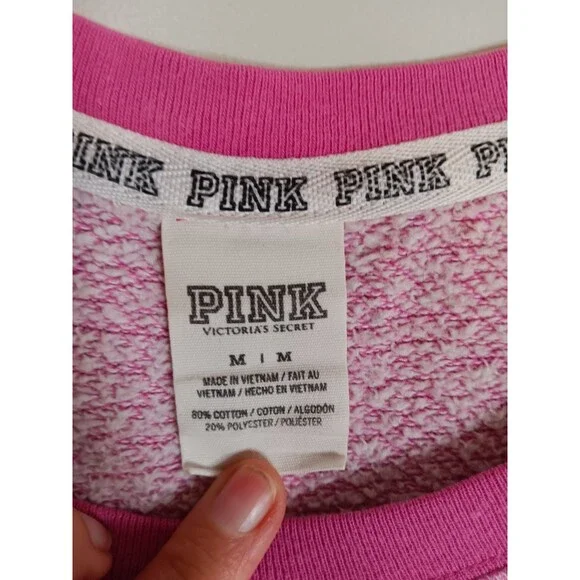 PINK PINK PINK P
PINK
VICTORIA'S SECRET
M | M
MADE IN VIETNAM / FAIT AU
VIETNAM / HECHO EN VIETNAM
80% COTTON / COTON / ALGODÓN
20% POLYESTER / POLIÉSTER